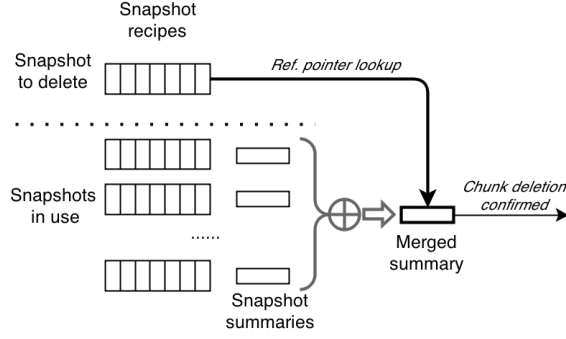 Snapshot
recipes
Snapshot
to delete
Ref. pointer lookup
Snapshots
in use
......
Chunk deletion
confirmed
Merged
summary
Snapshot
summaries